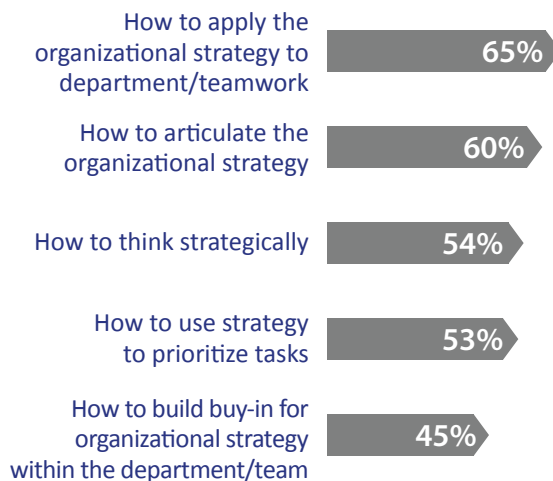 How to apply the
organizational strategy to
department/teamwork
65%
How to articulate the
organizational strategy
60%
How to think strategically
54%
How to use strategy
to prioritize tasks
53%
How to build buy-in for
organizational strategy
within the department/team
45%